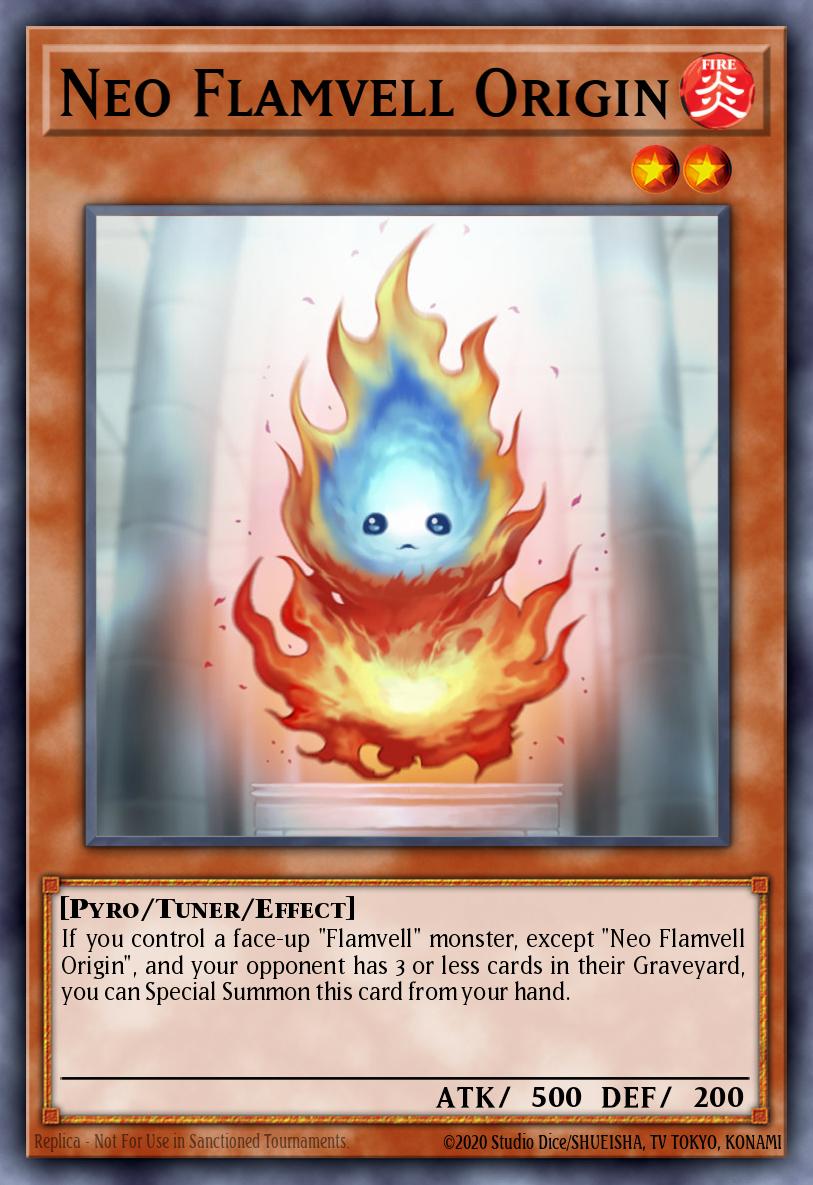 Neo Flamvell Origin
FIRE
炎
[Pyro/Tuner/Effect]
If you control a face-up "Flamvell" monster, except "Neo Flamvell
Origin", and your opponent has 3 or less cards in their Graveyard,
you can Special Summon this card from your hand.
ATK/ 500 DEF/ 200
Replica - Not For Use in Sanctioned Tournaments.
©2020 Studio Dice/SHUEISHA, TV TOKYO, KONAMI